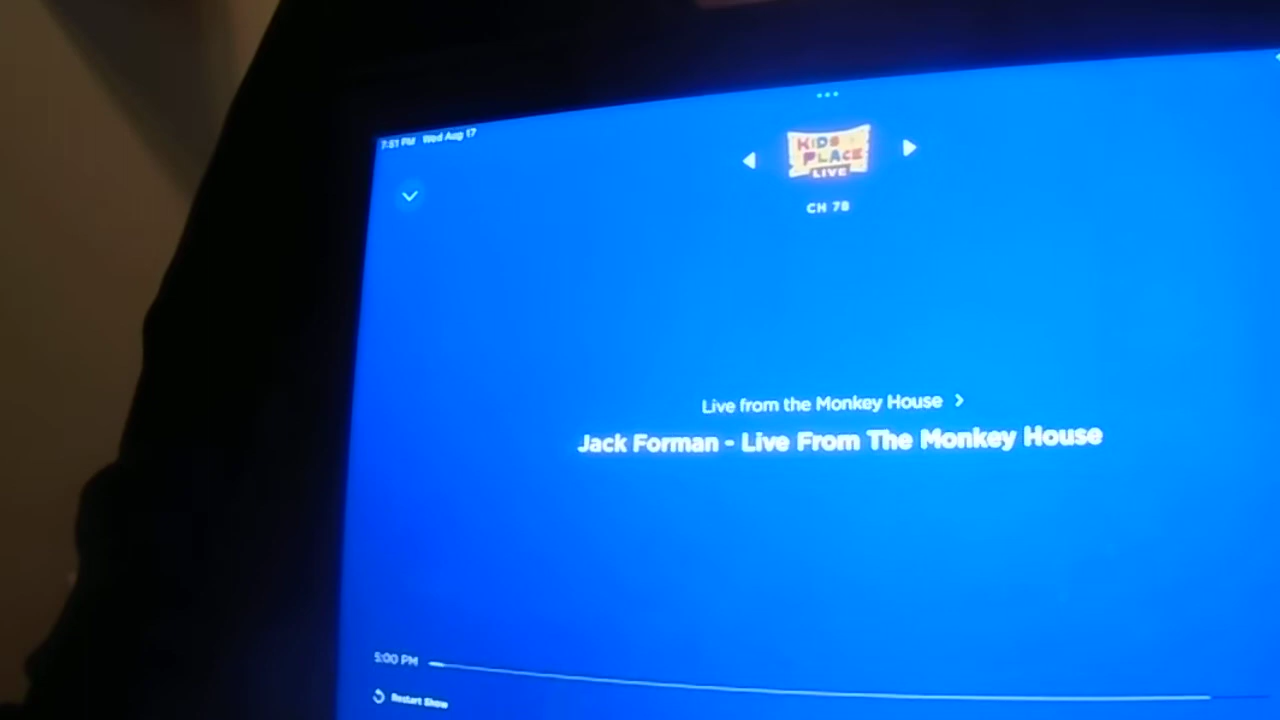 7:51 PM Wed Aug 17
KIDS
PLACE
LIVE
CH 78
Live from the Monkey House
Jack Forman - Live From The Monkey House
5:00 PM
Restart Show